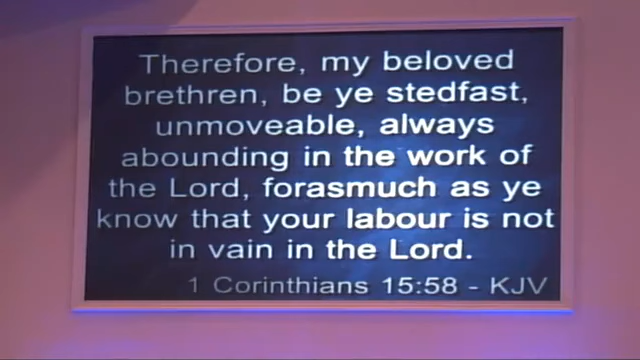 Therefore, my beloved
brethren, be ye stedfast,
unmoveable, always
abounding in the work of
the Lord, forasmuch as ye
know that your labour is not
in vain in the Lord.
1 Corinthians 15:58 - KJV